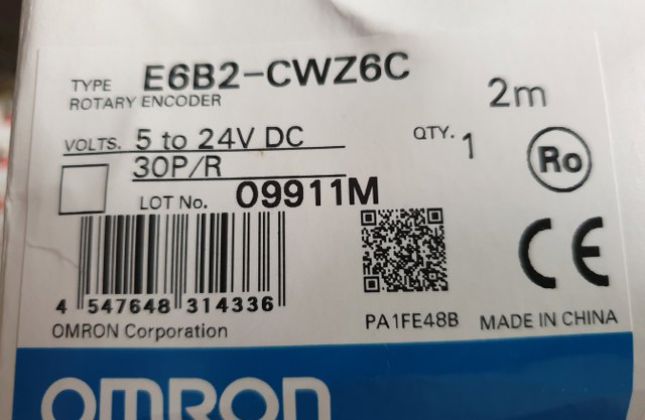 TYPE E6B2-CWZ6C
ROTARY ENCODER
2m
VOLTS. 5 to 24V DC
QTY. 1
30P/R
Ro
LOT No. 09911M
CE
4 547648 314336
PA1FE48B
MADE IN CHINA
OMRON Corporation
OMRON